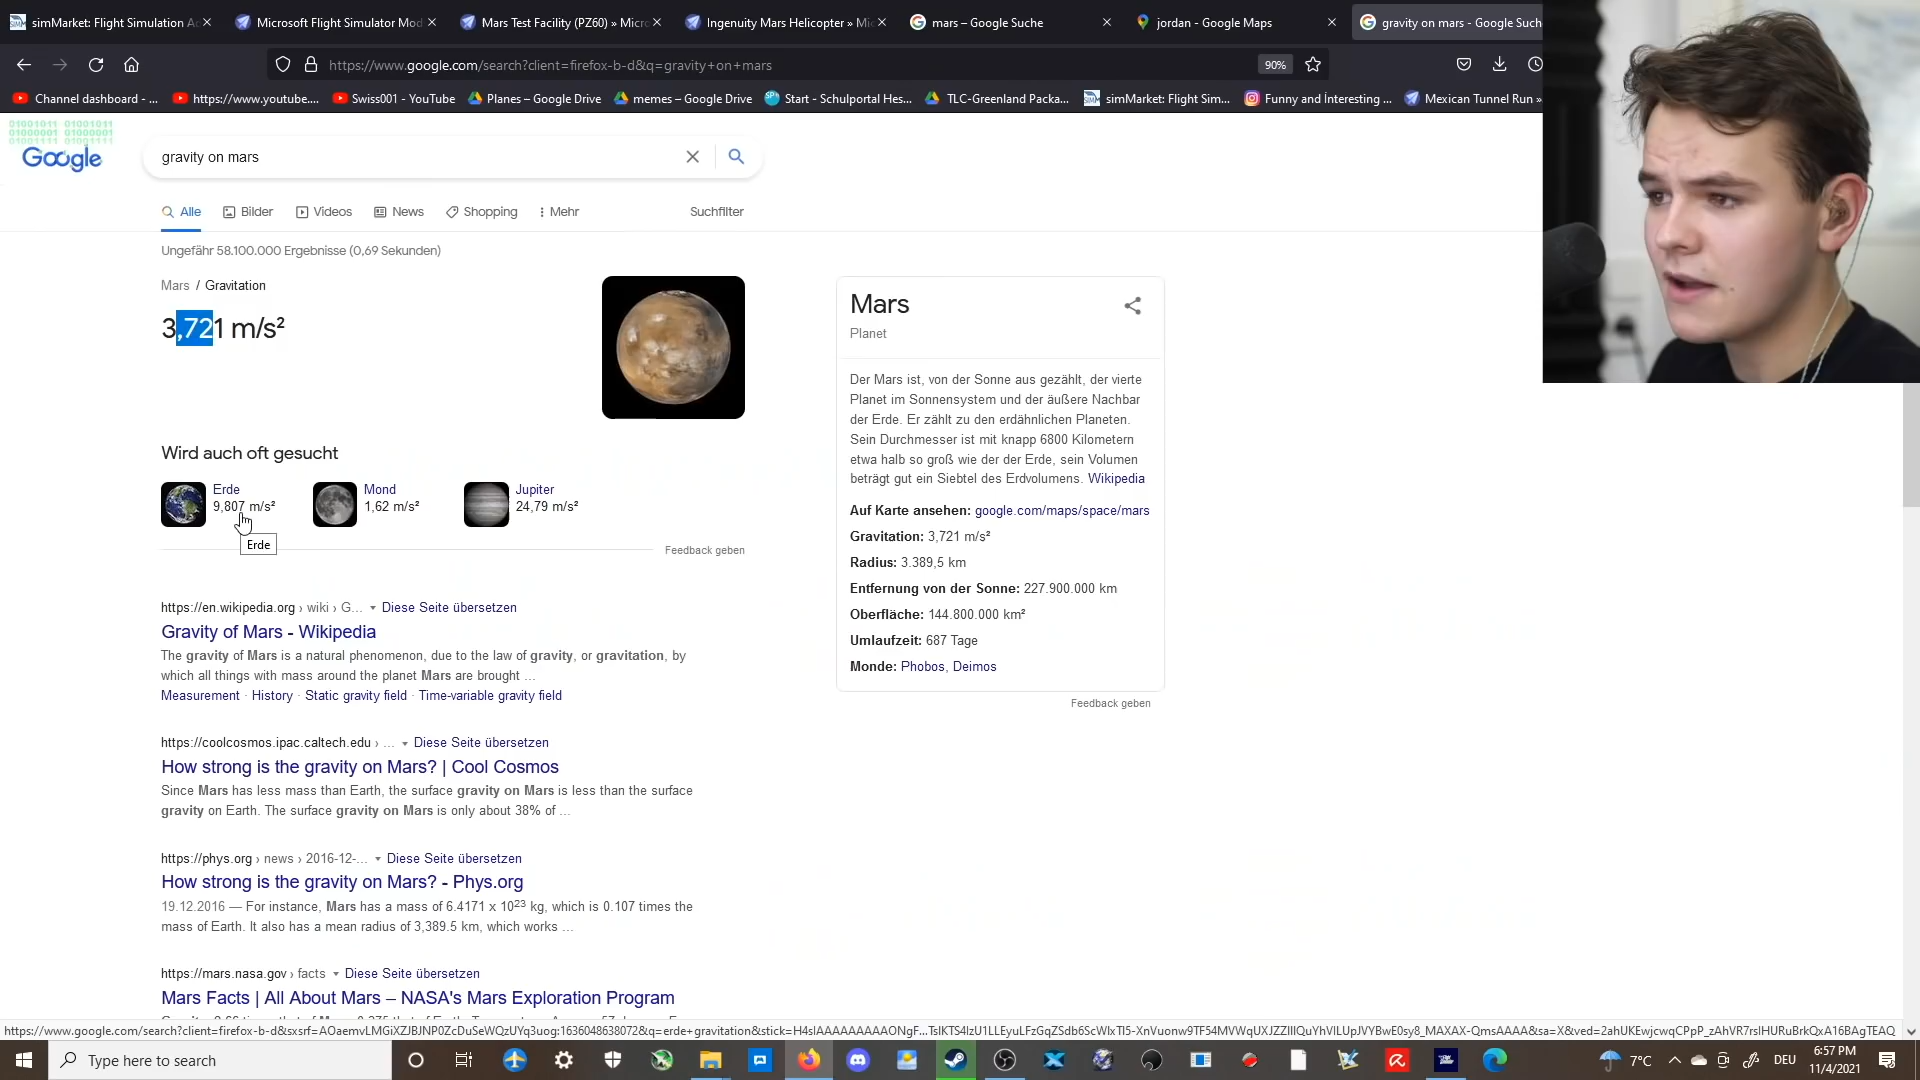 simMarket: Flight Simulation A
Microsoft Flight Simulator Mod
Mars Test Facility (PZ60) » Micro
Ingenuity Mars Helicopter » Mic
mars – Google Suche
jordan - Google Maps
gravity on mars - Google Such
https://www.google.com/search?client=firefox-b-d&q=gravity+on+mars
90%
Channel dashboard - ...
https://www.youtube....
Swiss001 - YouTube
Planes – Google Drive
memes – Google Drive
Start - Schulportal Hes...
TLC-Greenland Packa...
simMarket: Flight Sim...
Funny and İnteresting ...
Mexican Tunnel Run »
01001011 01001011
01000001 01000001
01001111 01001111
Google
gravity on mars
Alle
Bilder
Videos
News
Shopping
Mehr
Suchfilter
Ungefähr 58.100.000 Ergebnisse (0,69 Sekunden)
Mars / Gravitation
3,721 m/s²
Wird auch oft gesucht
Erde
9,807 m/s²
Mond
1,62 m/s²
Jupiter
24,79 m/s²
Erde
Feedback geben
https://en.wikipedia.org › wiki › G... Diese Seite übersetzen
Gravity of Mars - Wikipedia
The gravity of Mars is a natural phenomenon, due to the law of gravity, or gravitation, by
which all things with mass around the planet Mars are brought ...
Measurement · History · Static gravity field · Time-variable gravity field
https://coolcosmos.ipac.caltech.edu › ... Diese Seite übersetzen
How strong is the gravity on Mars? | Cool Cosmos
Since Mars has less mass than Earth, the surface gravity on Mars is less than the surface
gravity on Earth. The surface gravity on Mars is only about 38% of ...
https://phys.org › news › 2016-12-... Diese Seite übersetzen
How strong is the gravity on Mars? - Phys.org
19.12.2016 — For instance, Mars has a mass of 6.4171 x 10²³ kg, which is 0.107 times the
mass of Earth. It also has a mean radius of 3,389.5 km, which works ...
https://mars.nasa.gov › facts Diese Seite übersetzen
Mars Facts | All About Mars – NASA's Mars Exploration Program
Mars
Planet
Der Mars ist, von der Sonne aus gezählt, der vierte
Planet im Sonnensystem und der äußere Nachbar
der Erde. Er zählt zu den erdähnlichen Planeten.
Sein Durchmesser ist mit knapp 6800 Kilometern
etwa halb so groß wie der der Erde, sein Volumen
beträgt gut ein Siebtel des Erdvolumens. Wikipedia
Auf Karte ansehen: google.com/maps/space/mars
Gravitation: 3,721 m/s²
Radius: 3.389,5 km
Entfernung von der Sonne: 227.900.000 km
Oberfläche: 144.800.000 km²
Umlaufzeit: 687 Tage
Monde: Phobos, Deimos
Feedback geben
Type here to search
7°C
DEU
6:57 PM
11/4/2021